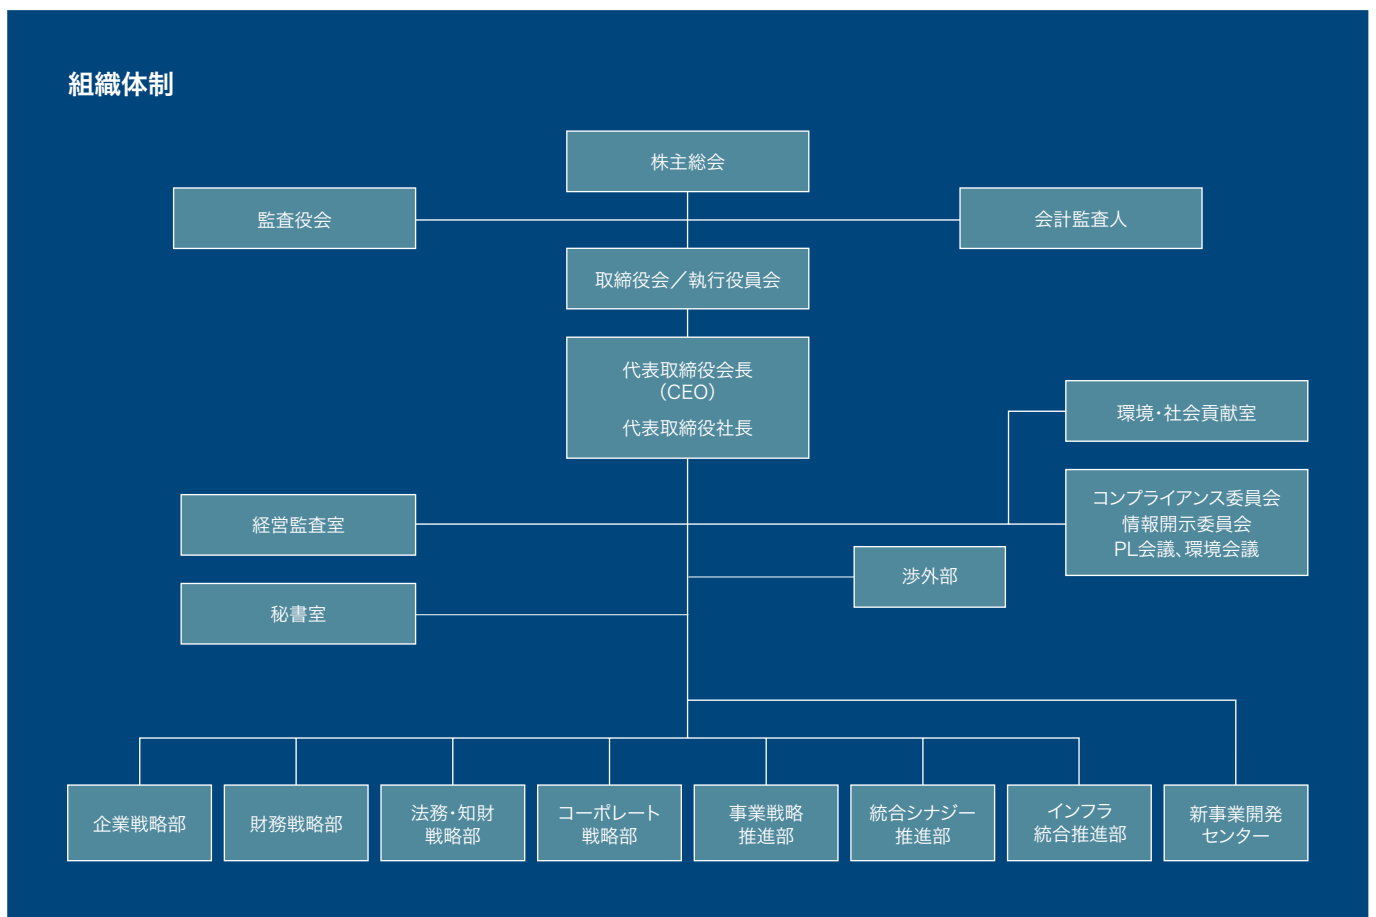 組織体制
株主総会
監査役会
会計監査人
取締役会／執行役員会
代表取締役会長
（CEO）
代表取締役社長
環境・社会貢献室
経営監査室
コンプライアンス委員会
情報開示委員会
PL会議、環境会議
渉外部
秘書室
企業戦略部
財務戦略部
法務・知財
戦略部
コーポレート
戦略部
事業戦略
推進部
統合シナジー
推進部
インフラ
統合推進部
新事業開発
センター